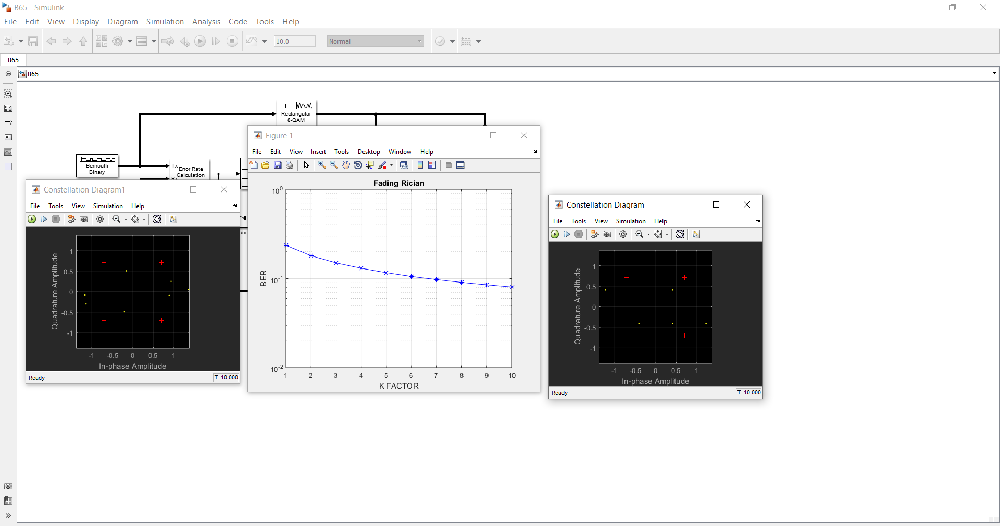 B65 - Simulink
File Edit View Display Diagram Simulation Analysis Code Tools Help
10.0 Normal
B65
B65
Rectangular
8-QAM
Bernoulli
Binary
Tx
Error Rate
Calculation
Rx
Constellation Diagram1
File Tools View Simulation Help
Quadrature Amplitude
1
0.5
0
-0.5
-1
-1 -0.5 0 0.5 1
In-phase Amplitude
Ready T=10.000
Figure 1
File Edit View Insert Tools Desktop Window Help
Fading Rician
BER
10^0
10^-1
10^-2
1 2 3 4 5 6 7 8 9 10
K FACTOR
Constellation Diagram
File Tools View Simulation Help
Quadrature Amplitude
1
0.5
0
-0.5
-1
-1 -0.5 0 0.5 1
In-phase Amplitude
Ready T=10.000